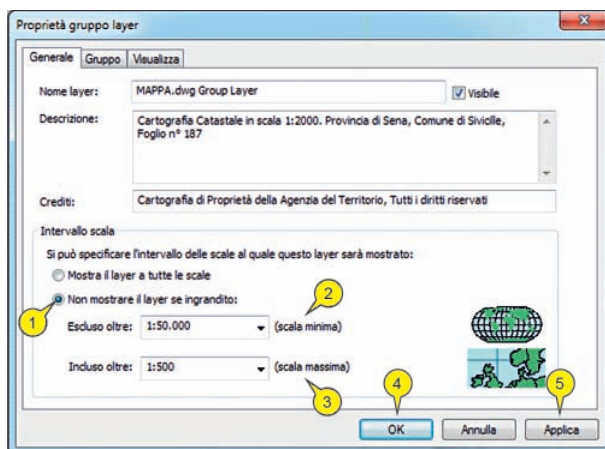 Proprietà gruppo layer
Generale Gruppo Visualizza
Nome layer: MAPPA.dwg Group Layer Visibile
Descrizione: Cartografia Catastale in scala 1:2000. Provincia di Sena, Comune di Sivicille,
Foglio n° 187
Crediti: Cartografia di Proprietà della Agenzia del Territorio, Tutti i diritti riservati
Intervallo scala
Si può specificare l'intervallo delle scale al quale questo layer sarà mostrato:
Mostra il layer a tutte le scale
Non mostrare il layer se ingrandito:
1
2
Escluso oltre: 1:50.000 (scala minima)
Incluso oltre: 1:500 (scala massima)
3
4
5
OK Annulla Applica